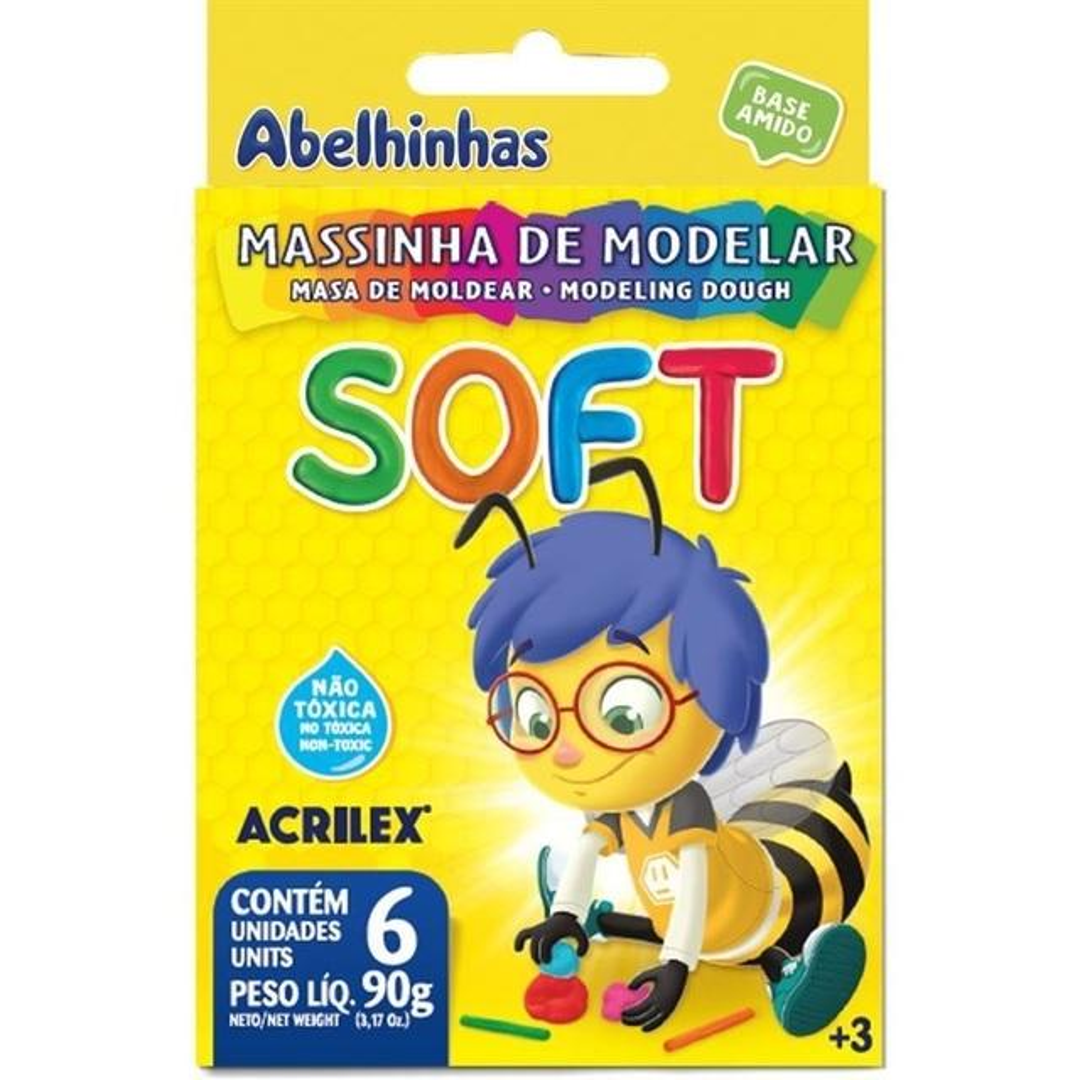 Abelhinhas
BASE
AMIDO
MASSINHA DE MODELAR
MASA DE MOLDEAR • MODELING DOUGH
SOFT
NÃO
TÓXICA
NO TÓXICA
NON-TOXIC
ACRILEX®
CONTÉM 6
UNIDADES
UNITS
PESO LÍQ. 90g
NETO/NET WEIGHT (3,17 Oz.)
+3